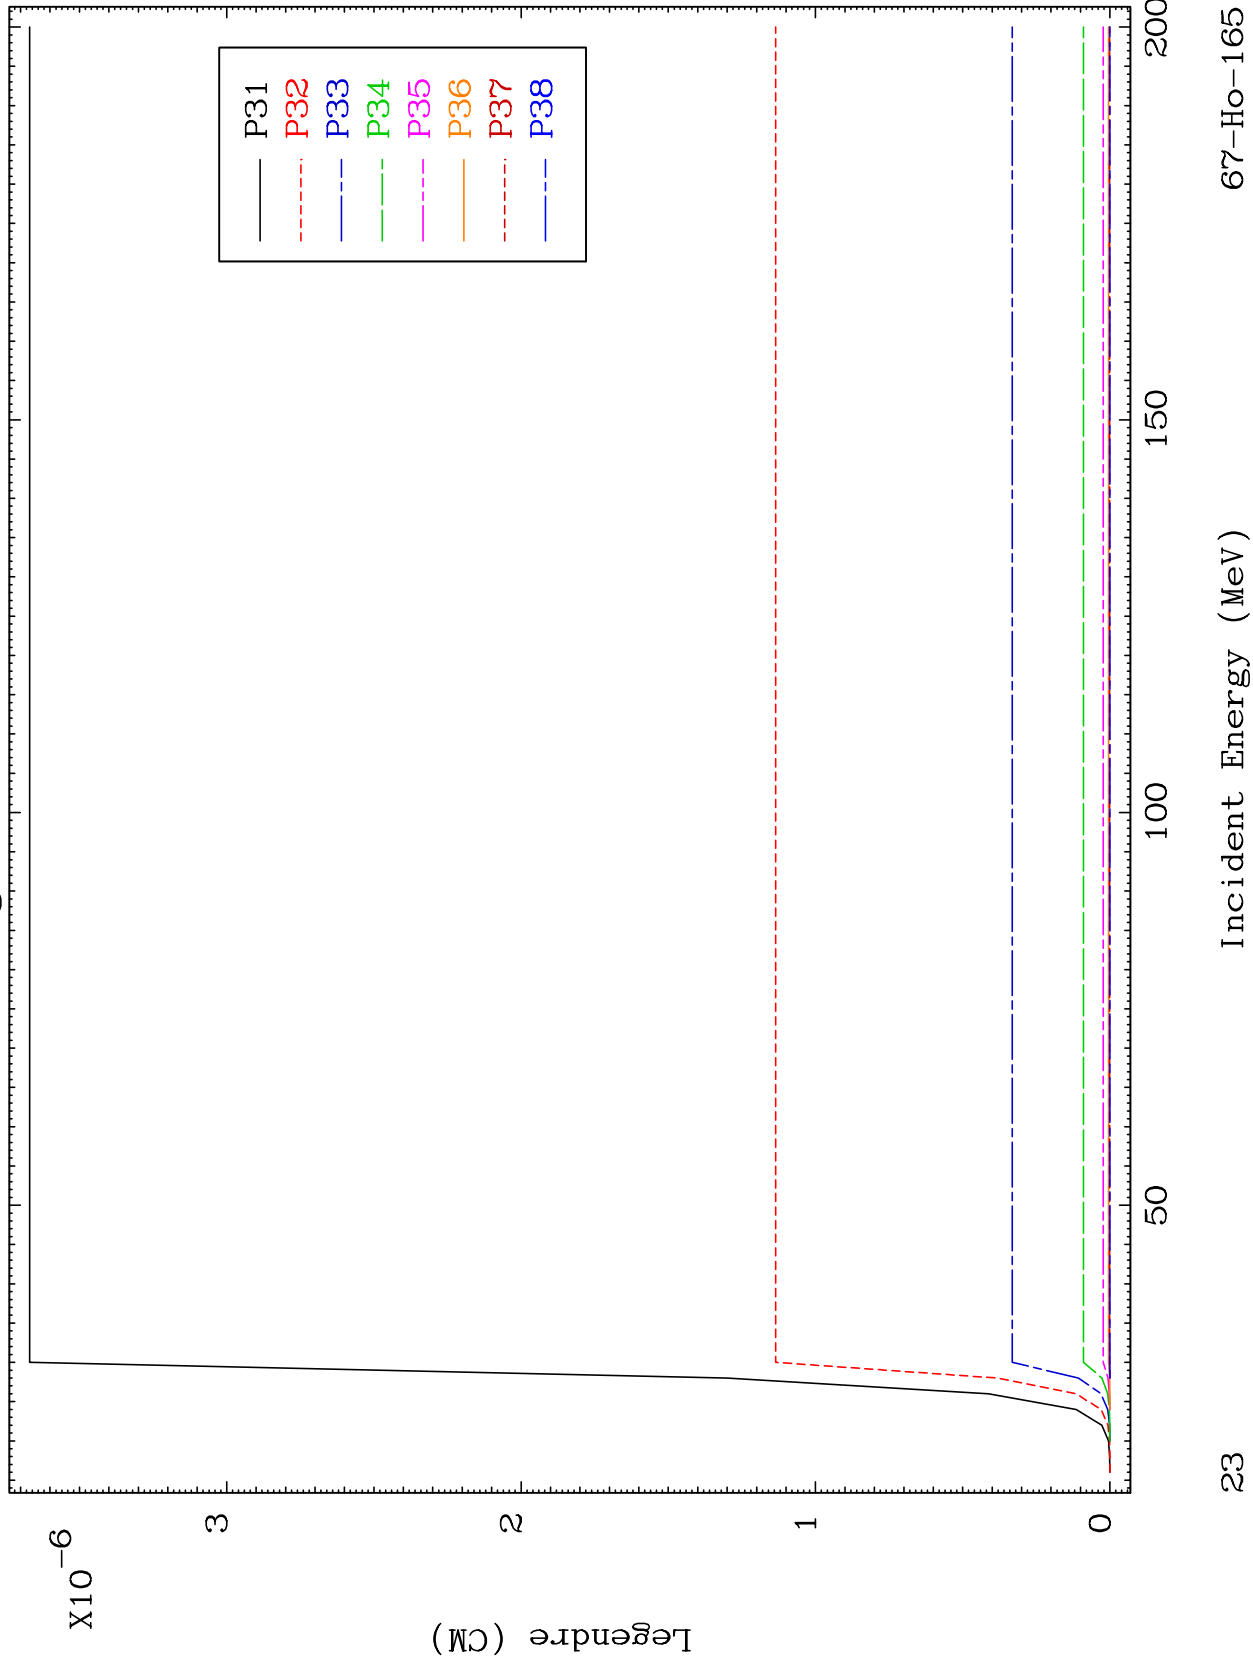 X10-6
Legendre (CM)
3
2
1
0
P31
P32
P33
P34
P35
P36
P37
P38
50
100
150
200
23
Incident Energy (MeV)
67-Ho-165